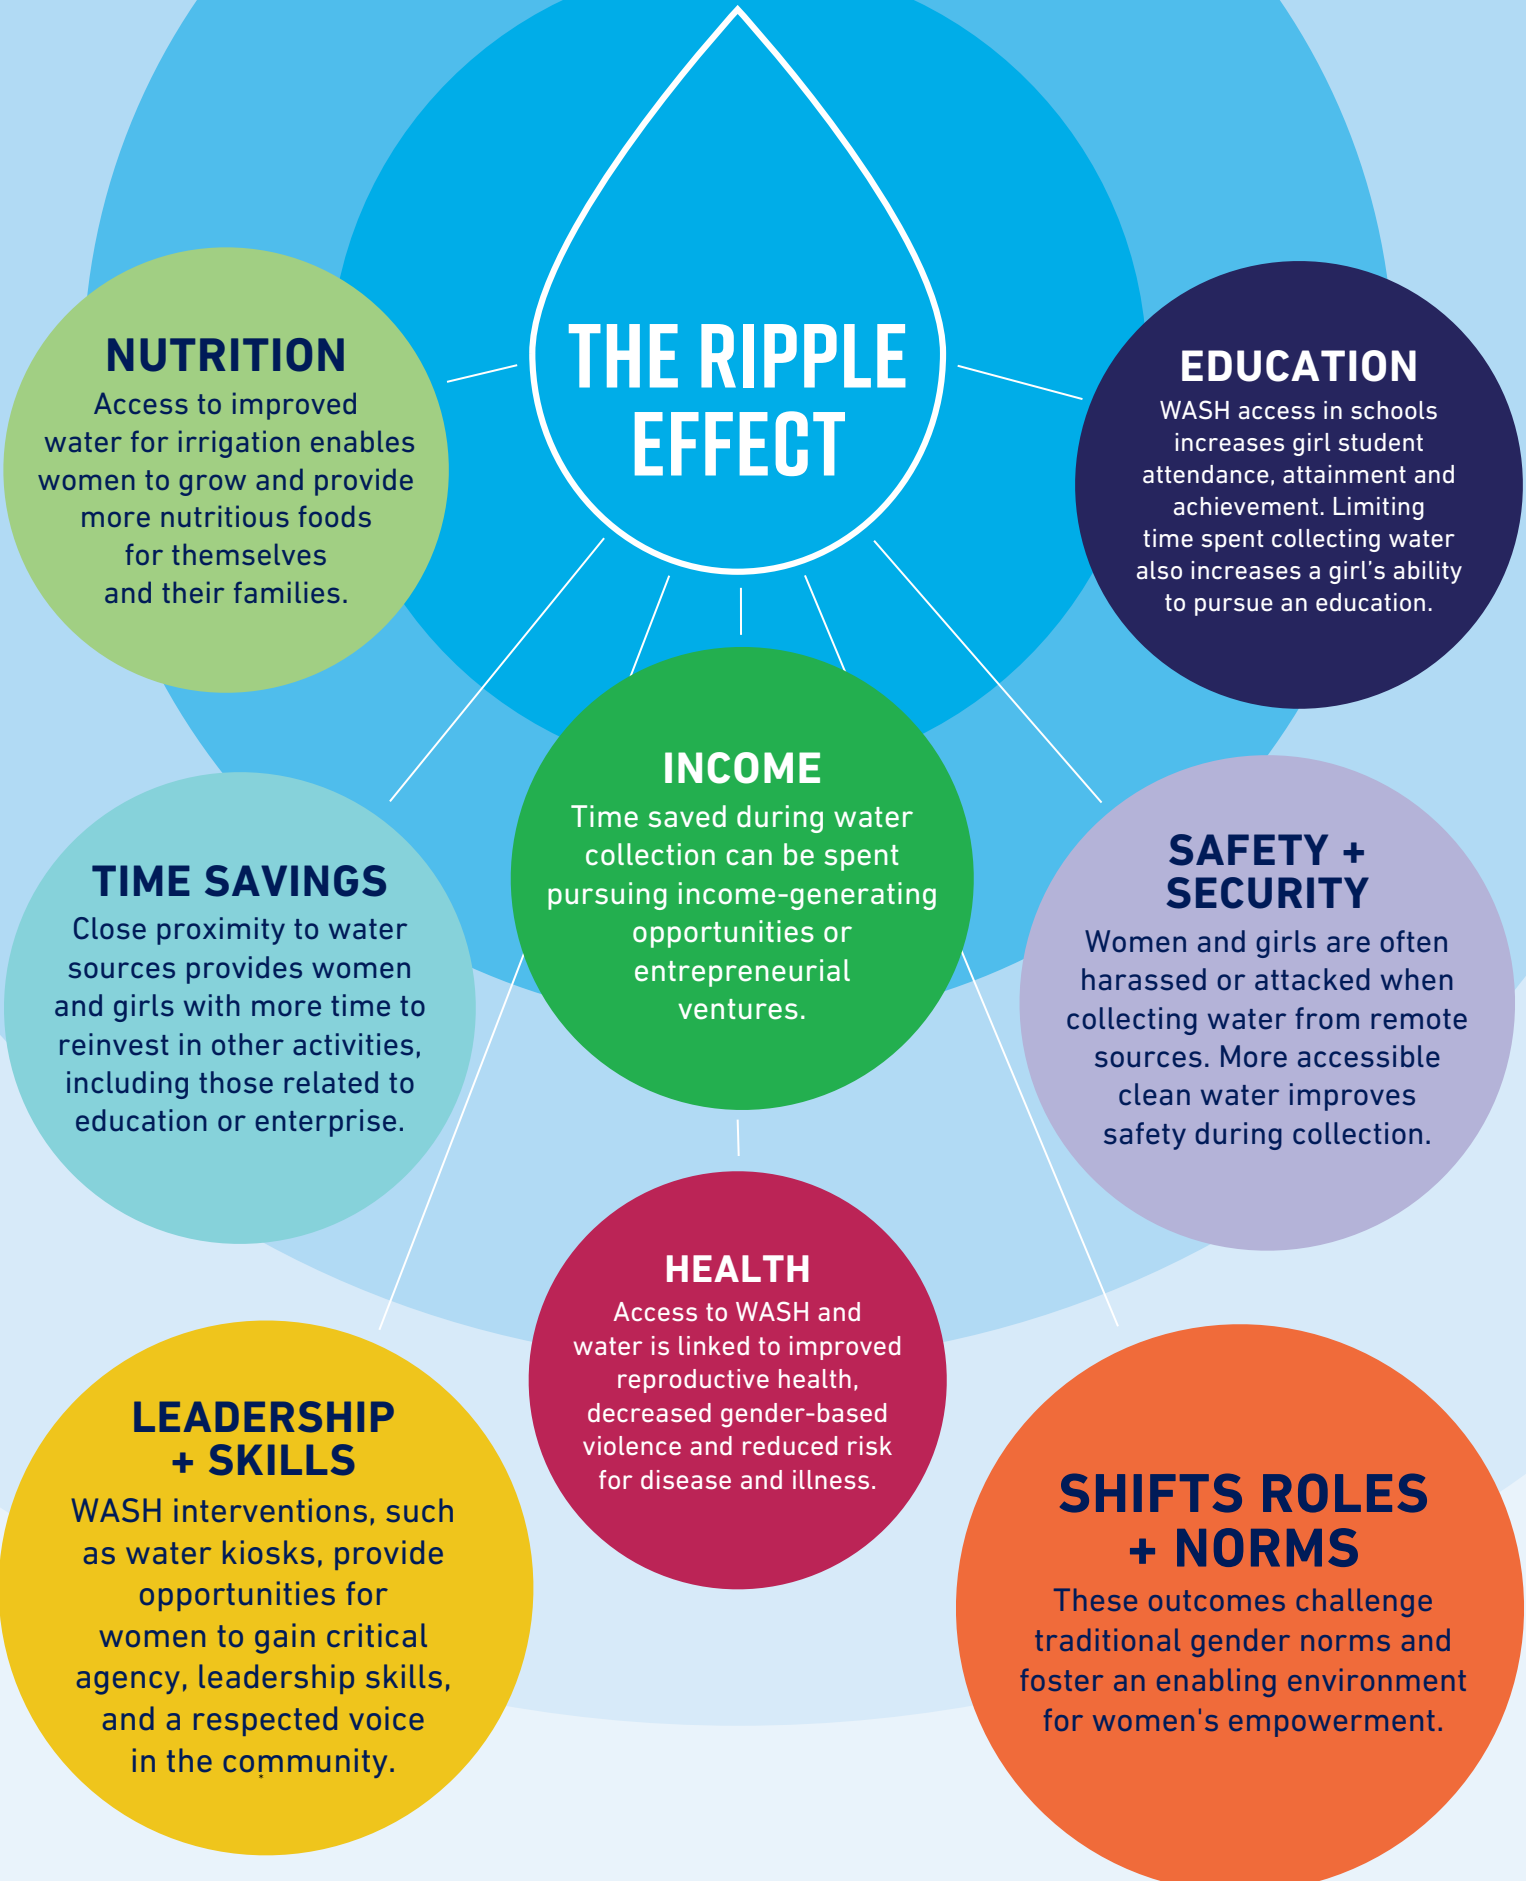 THE RIPPLE
EFFECT
NUTRITION
Access to improved
water for irrigation enables
women to grow and provide
more nutritious foods
for themselves
and their families.
EDUCATION
WASH access in schools
increases girl student
attendance, attainment and
achievement. Limiting
time spent collecting water
also increases a girl's ability
to pursue an education.
INCOME
Time saved during water
collection can be spent
pursuing income-generating
opportunities or
entrepreneurial
ventures.
TIME SAVINGS
Close proximity to water
sources provides women
and girls with more time to
reinvest in other activities,
including those related to
education or enterprise.
SAFETY +
SECURITY
Women and girls are often
harassed or attacked when
collecting water from remote
sources. More accessible
clean water improves
safety during collection.
HEALTH
Access to WASH and
water is linked to improved
reproductive health,
decreased gender-based
violence and reduced risk
for disease and illness.
LEADERSHIP
+ SKILLS
WASH interventions, such
as water kiosks, provide
opportunities for
women to gain critical
agency, leadership skills,
and a respected voice
in the community.
*
SHIFTS ROLES
+ NORMS
These outcomes challenge
traditional gender norms and
foster an enabling environment
for women's empowerment.